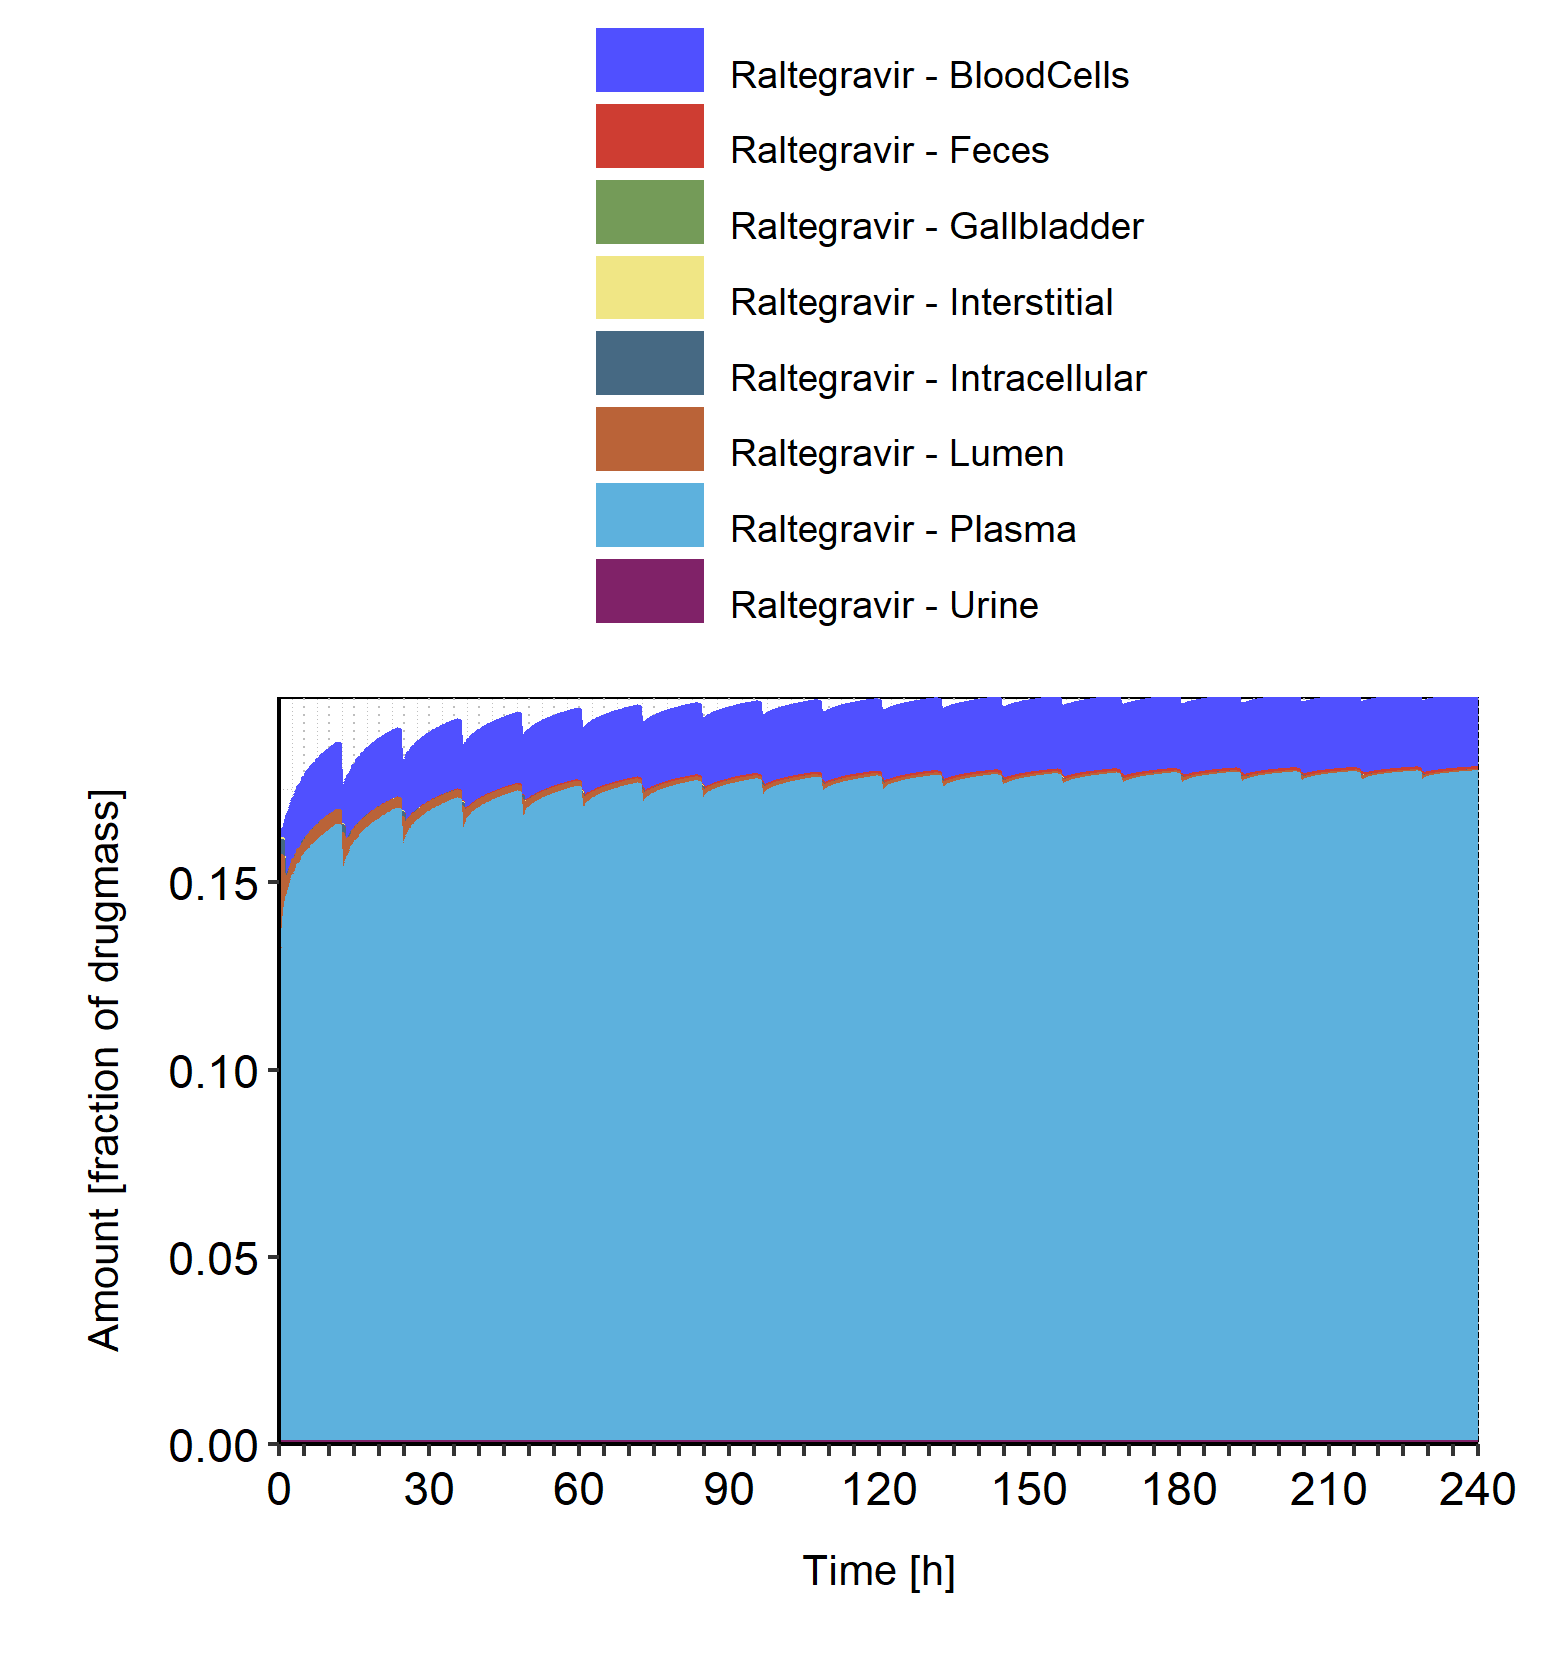 Raltegravir - BloodCells
Raltegravir - Feces
Raltegravir - Gallbladder
Raltegravir - Interstitial
Raltegravir - Intracellular
Raltegravir - Lumen
Raltegravir - Plasma
Raltegravir - Urine
Amount [fraction of drugmass]
0.15
0.10
0.05
0.00
0 30 60 90 120 150 180 210 240
Time [h]